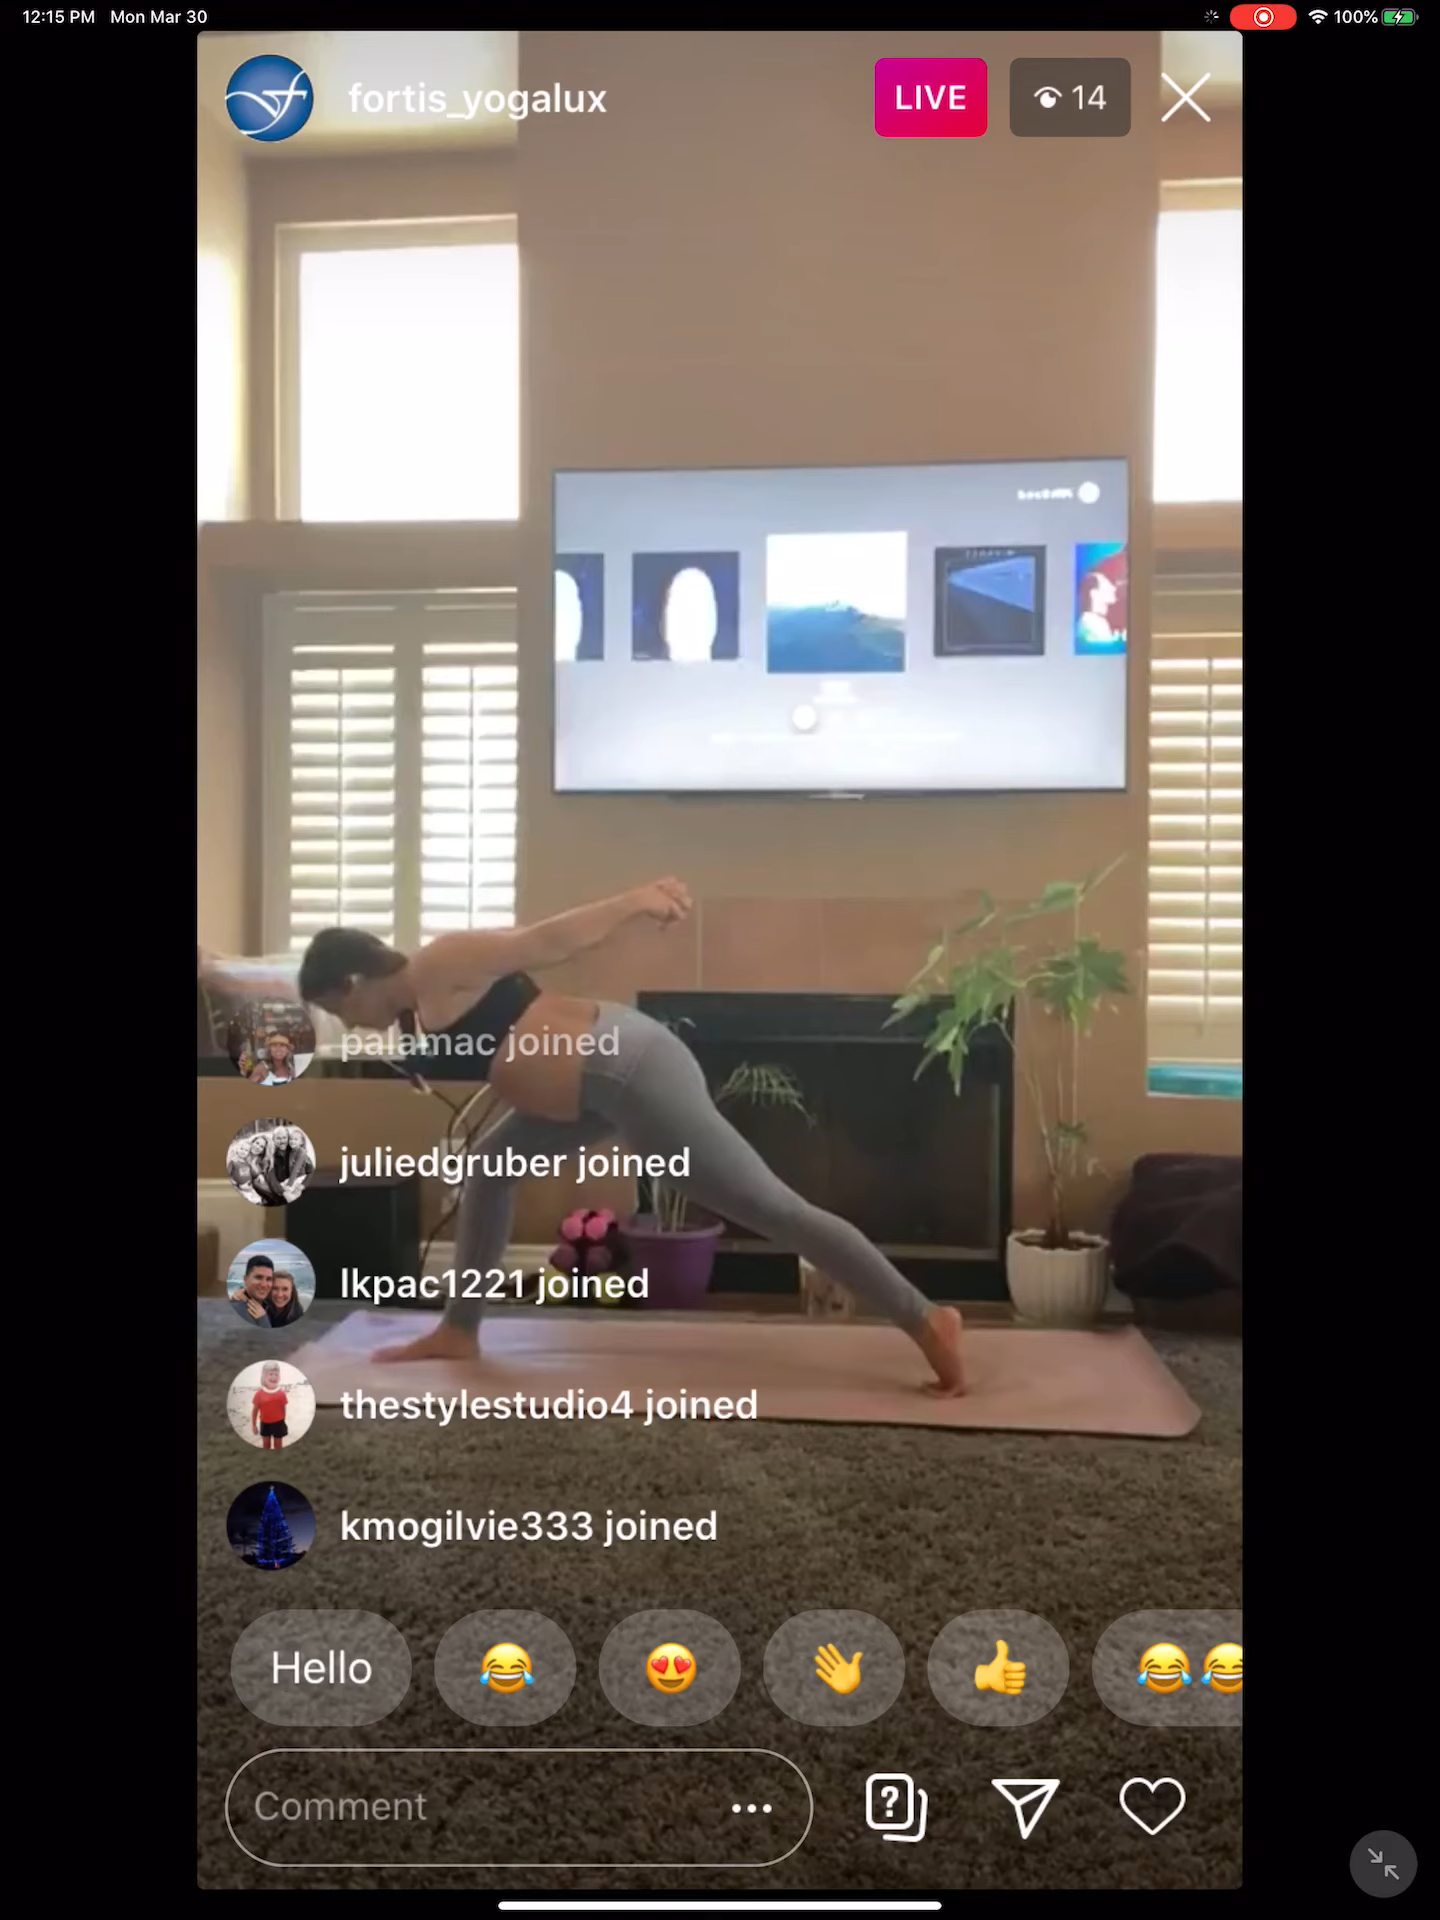 12:15 PM Mon Mar 30
100%
fortis_yogalux
LIVE
14
palamac joined
juliedgruber joined
lkpac1221 joined
thestylestudio4 joined
kmogilvie333 joined
Hello
Comment